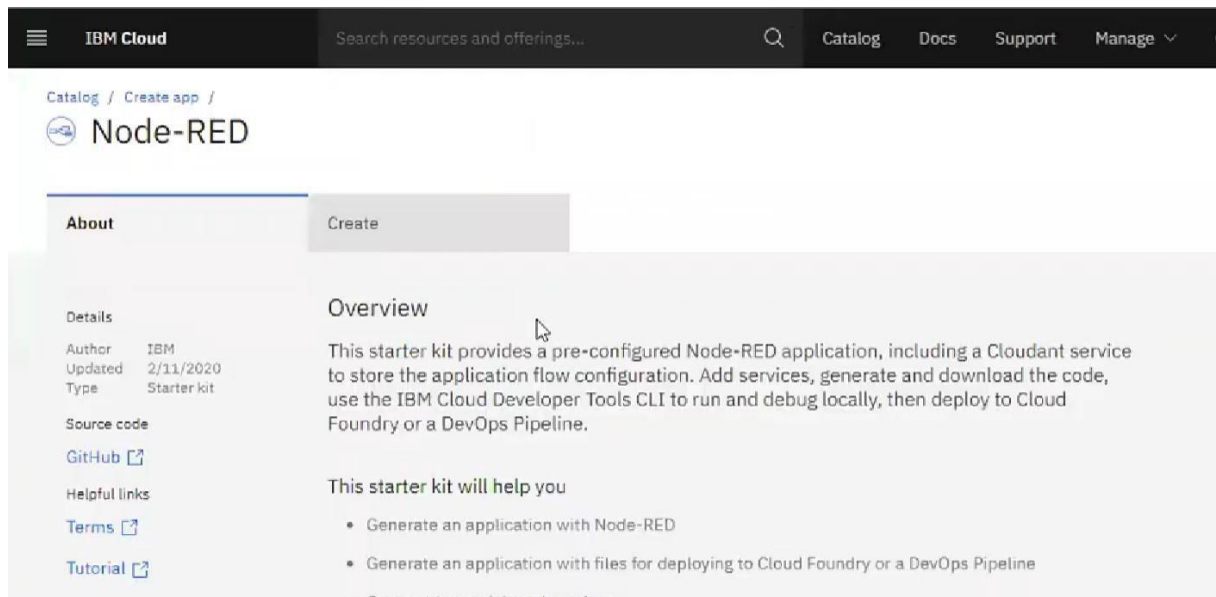 IBM Cloud
Search resources and offerings...
Catalog
Docs
Support
Manage
Catalog / Create app /
Node-RED
About
Create
Details
Author IBM
Updated 2/11/2020
Type Starter kit
Source code
GitHub
Helpful links
Terms
Tutorial
Overview
This starter kit provides a pre-configured Node-RED application, including a Cloudant service
to store the application flow configuration. Add services, generate and download the code,
use the IBM Cloud Developer Tools CLI to run and debug locally, then deploy to Cloud
Foundry or a DevOps Pipeline.
This starter kit will help you
• Generate an application with Node-RED
• Generate an application with files for deploying to Cloud Foundry or a DevOps Pipeline